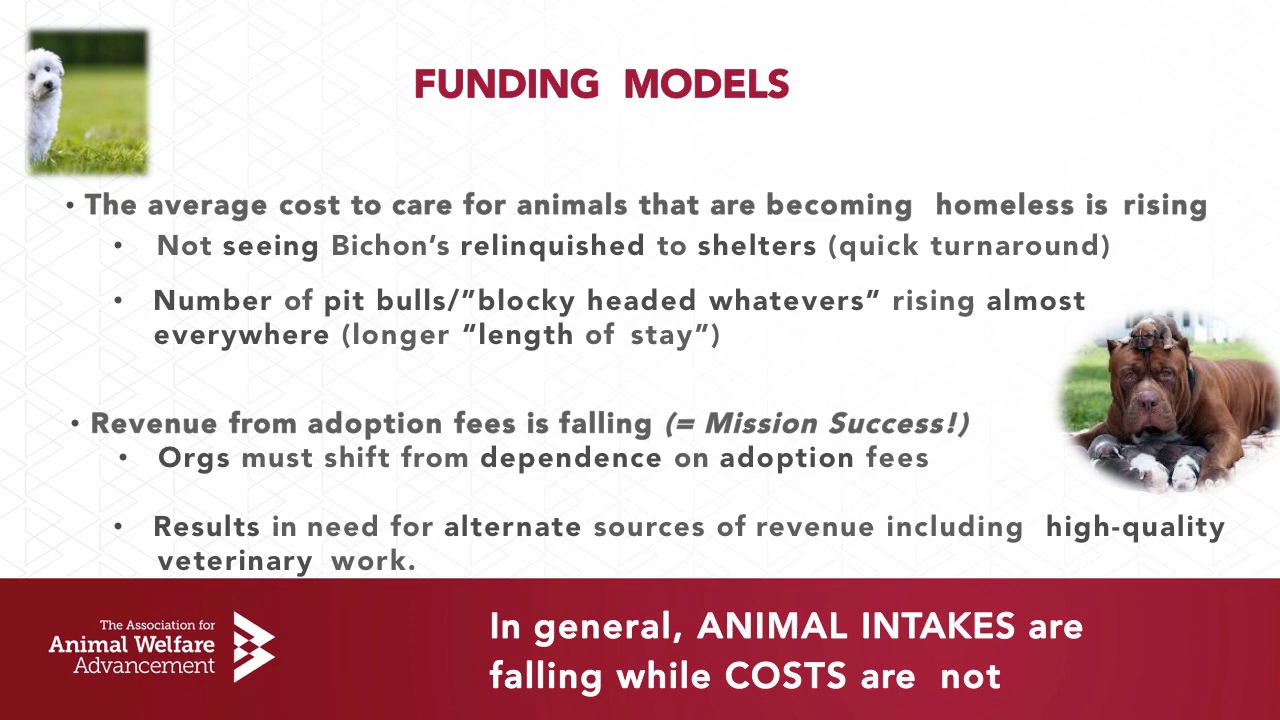 FUNDING MODELS
• The average cost to care for animals that are becoming homeless is rising
• Not seeing Bichon’s relinquished to shelters (quick turnaround)
• Number of pit bulls/”blocky headed whatevers” rising almost
everywhere (longer “length of stay”)
• Revenue from adoption fees is falling (= Mission Success!)
• Orgs must shift from dependence on adoption fees
• Results in need for alternate sources of revenue including high-quality
veterinary work.
The Association for
Animal Welfare
Advancement
In general, ANIMAL INTAKES are
falling while COSTS are not